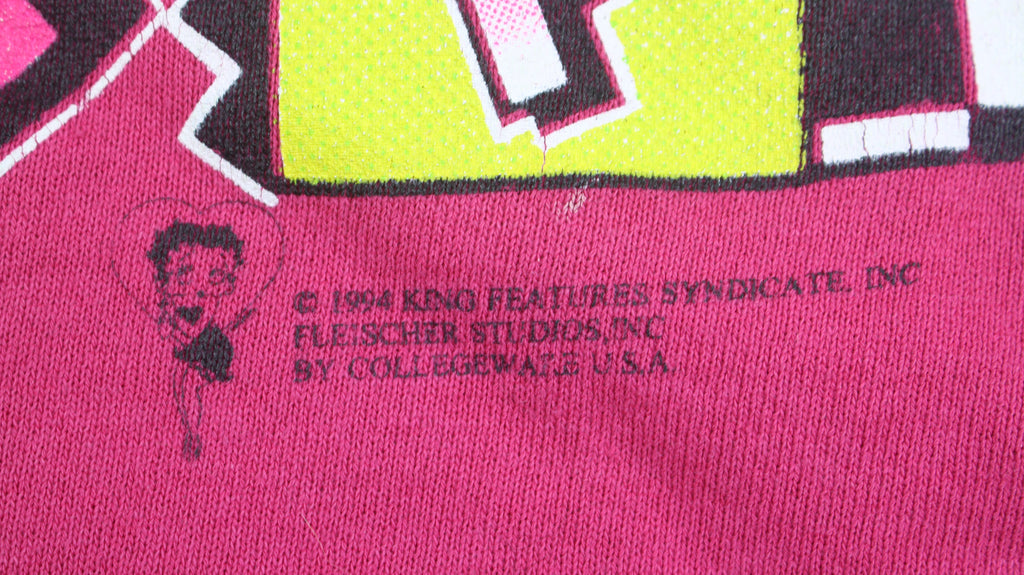 © 1994 KING FEATURES SYNDICATE, INC
FLEISCHER STUDIOS, INC
BY COLLEGEWARE U.S.A.